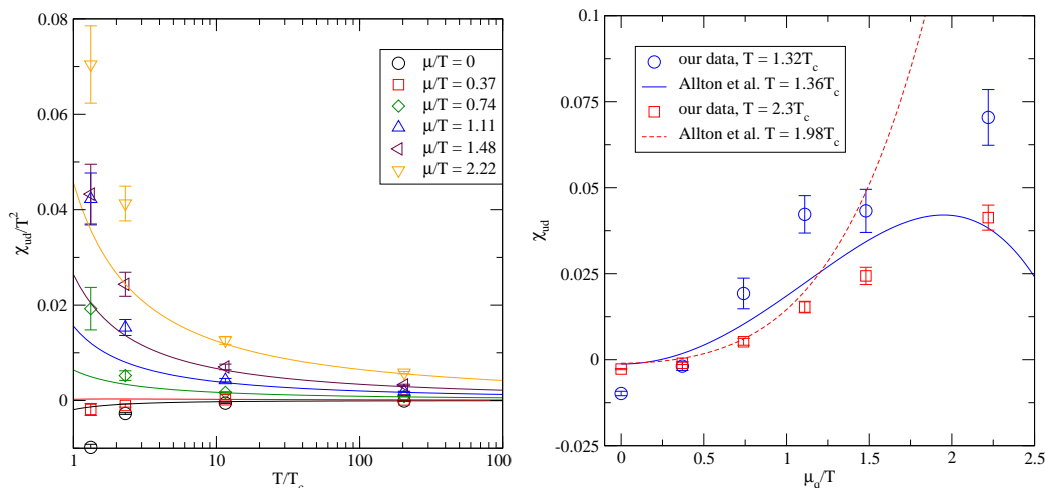 0.08
0.06
0.04
0.02
0
1
10
100
100
χud/T²
T/Tc
μ/T = 0
μ/T = 0.37
μ/T = 0.74
μ/T = 1.11
μ/T = 1.48
μ/T = 2.22
0.1
0.075
0.05
0.025
0
-0.025
0
0.5
1
1.5
2
2.5
χud
μq/T
our data, T = 1.32Tc
Allton et al. T = 1.36Tc
our data, T = 2.3Tc
Allton et al. T = 1.98Tc